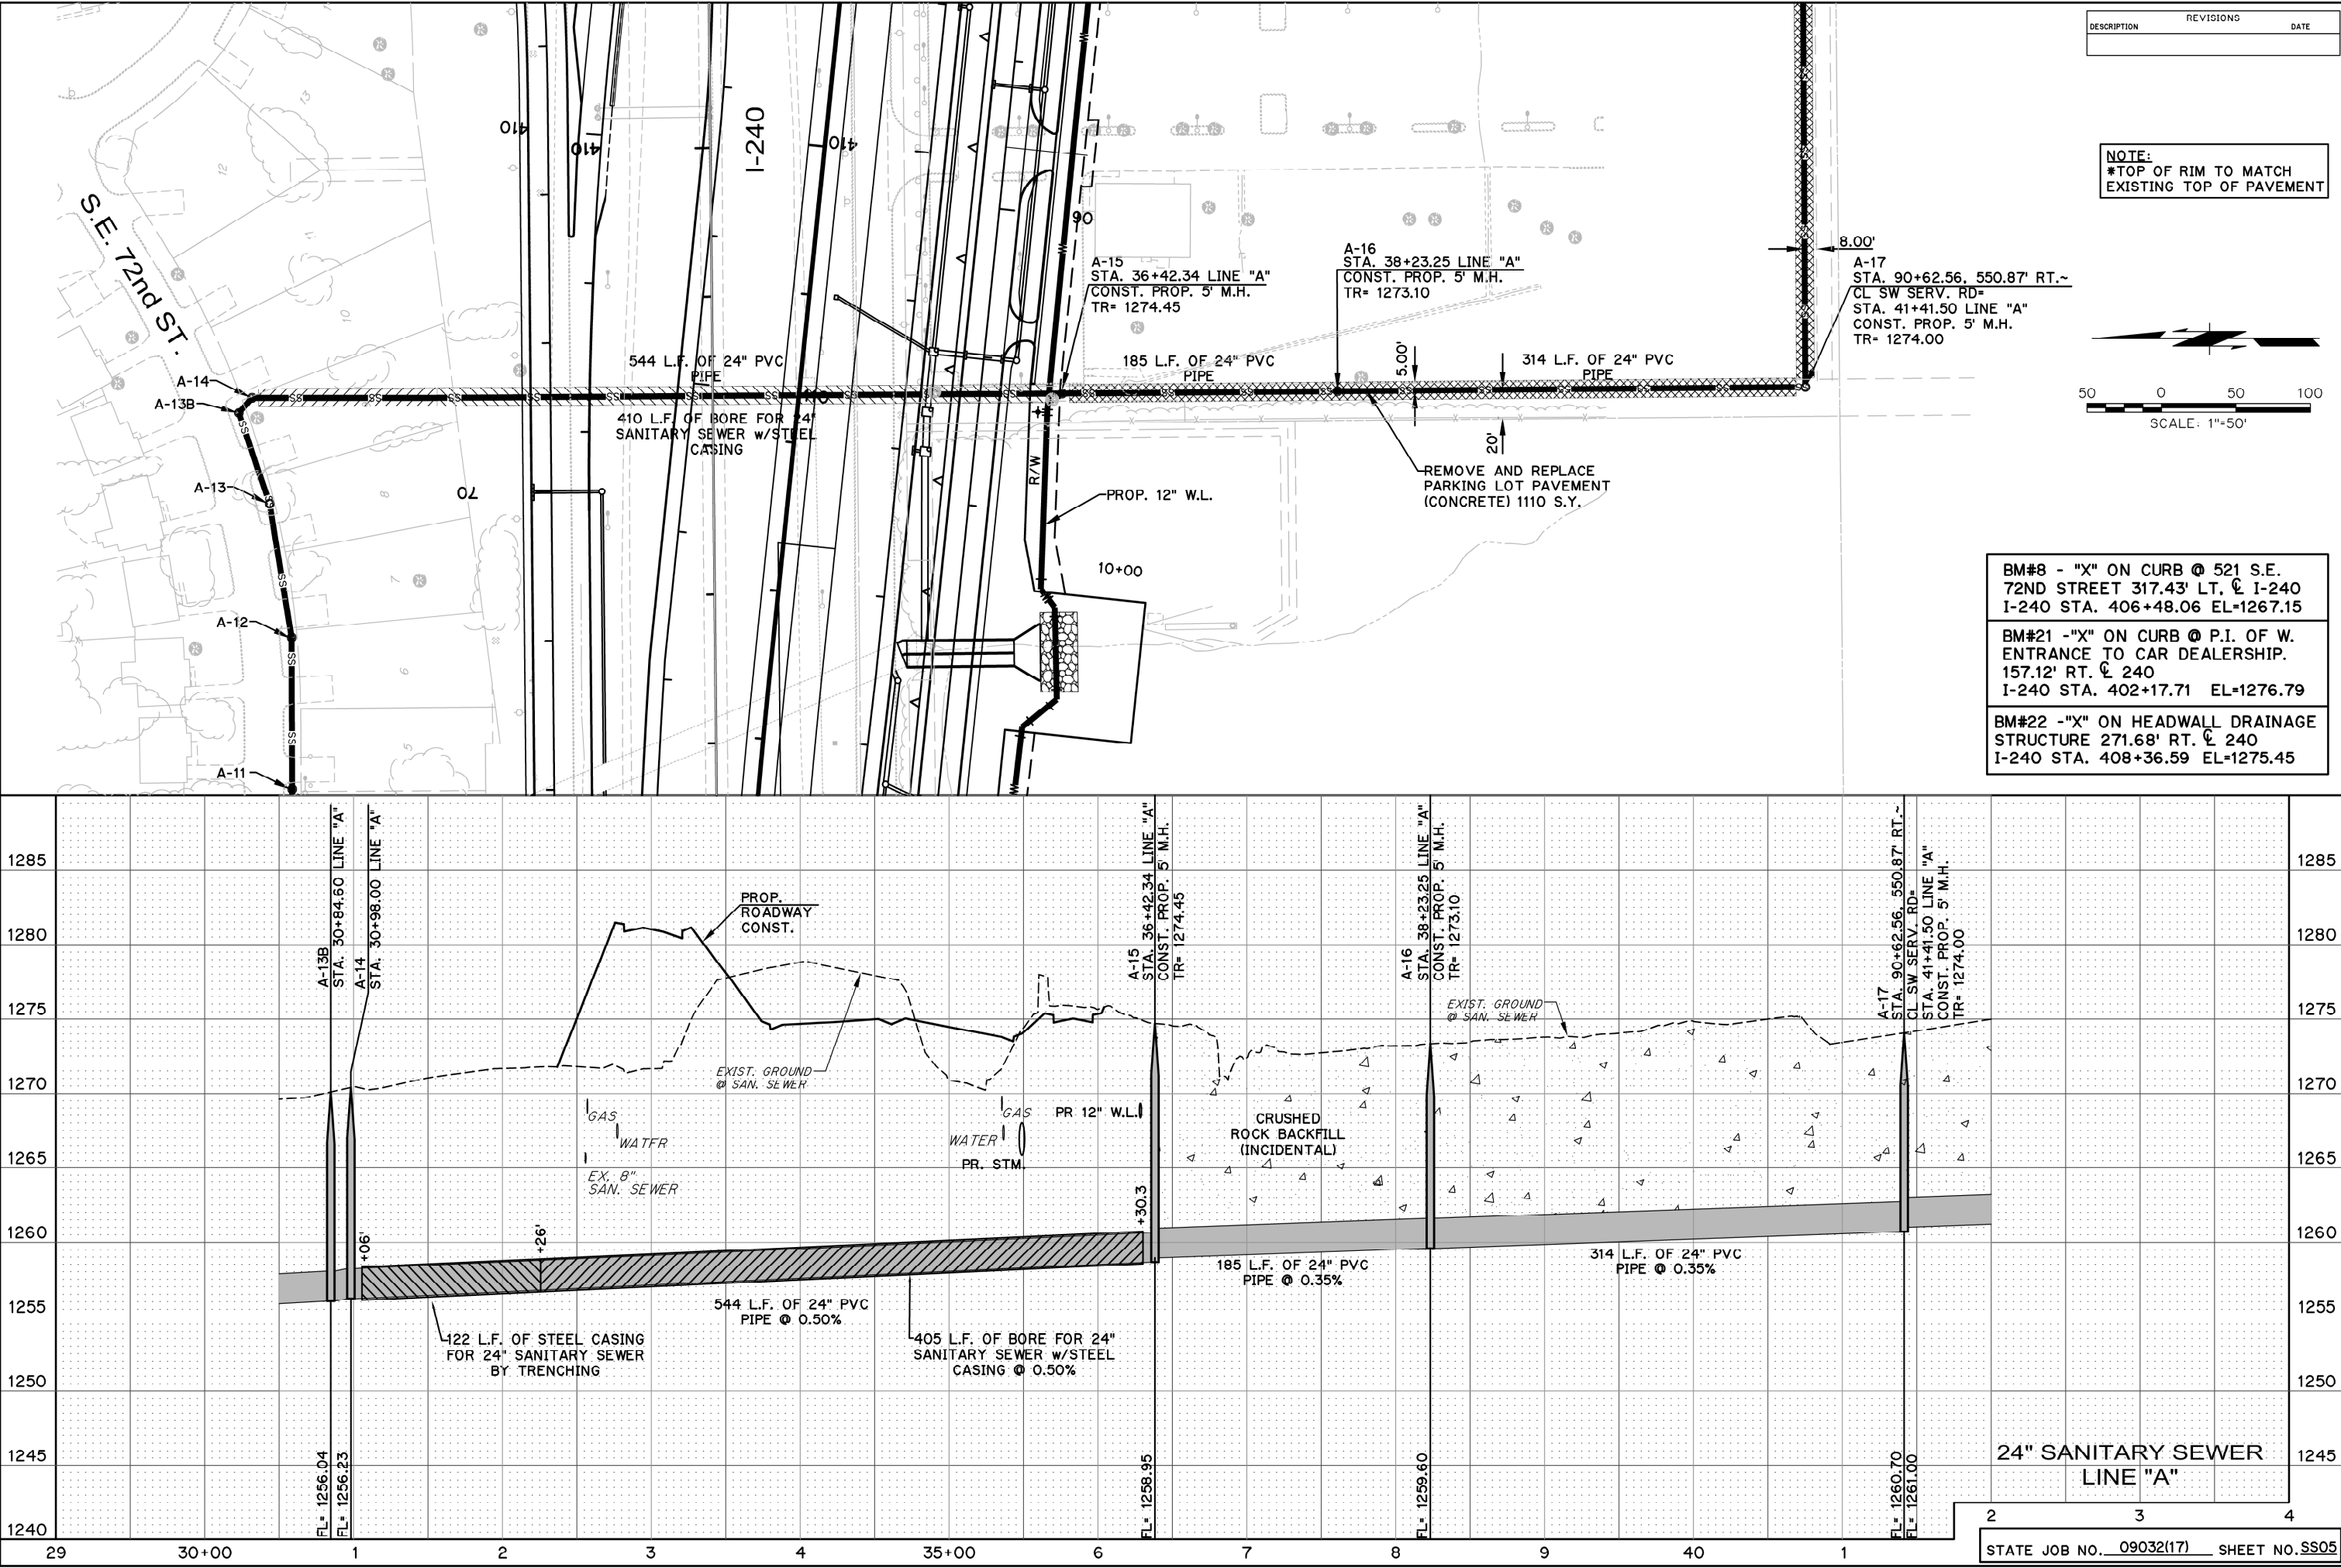 REVISIONS
DESCRIPTION DATE
NOTE:
*TOP OF RIM TO MATCH
EXISTING TOP OF PAVEMENT
S.E. 72nd ST.
I-240
410
410
410
410
90
70
13
12
11
10
8
7
6
5
A-14
A-13B
A-13
A-12
A-11
544 L.F. OF 24" PVC
PIPE
410 L.F. OF BORE FOR 24"
SANITARY SEWER w/STEEL
CASING
A-15
STA. 36+42.34 LINE "A"
CONST. PROP. 5' M.H.
TR= 1274.45
185 L.F. OF 24" PVC
PIPE
A-16
STA. 38+23.25 LINE "A"
CONST. PROP. 5' M.H.
TR= 1273.10
5.00'
20'
314 L.F. OF 24" PVC
PIPE
8.00'
A-17
STA. 90+62.56, 550.87' RT.~
CL SW SERV. RD=
STA. 41+41.50 LINE "A"
CONST. PROP. 5' M.H.
TR= 1274.00
50 0 50 100
SCALE: 1"=50'
REMOVE AND REPLACE
PARKING LOT PAVEMENT
(CONCRETE) 1110 S.Y.
R/W
PROP. 12" W.L.
10+00
BM#8 - "X" ON CURB @ 521 S.E.
72ND STREET 317.43' LT. ℄ I-240
I-240 STA. 406+48.06 EL=1267.15
BM#21 -"X" ON CURB @ P.I. OF W.
ENTRANCE TO CAR DEALERSHIP.
157.12' RT. ℄ 240
I-240 STA. 402+17.71 EL=1276.79
BM#22 -"X" ON HEADWALL DRAINAGE
STRUCTURE 271.68' RT. ℄ 240
I-240 STA. 408+36.59 EL=1275.45
1285
1280
1275
1270
1265
1260
1255
1250
1245
1240
A-13B
STA. 30+84.60 LINE "A"
A-14
STA. 30+98.00 LINE "A"
PROP.
ROADWAY
CONST.
EXIST. GROUND
@ SAN. SEWER
GAS
WATER
EX. 8"
SAN. SEWER
GAS
WATER
PR. STM.
PR 12" W.L.
A-15
STA. 36+42.34 LINE "A"
CONST. PROP. 5' M.H.
TR= 1274.45
A-16
STA. 38+23.25 LINE "A"
CONST. PROP. 5' M.H.
TR= 1273.10
EXIST. GROUND
@ SAN. SEWER
A-17
STA. 90+62.56, 550.87' RT.~
CL SW SERV. RD=
STA. 41+41.50 LINE "A"
CONST. PROP. 5' M.H.
TR= 1274.00
CRUSHED
ROCK BACKFILL
(INCIDENTAL)
+06'
+26'
+30.3
544 L.F. OF 24" PVC
PIPE @ 0.50%
122 L.F. OF STEEL CASING
FOR 24" SANITARY SEWER
BY TRENCHING
405 L.F. OF BORE FOR 24"
SANITARY SEWER w/STEEL
CASING @ 0.50%
185 L.F. OF 24" PVC
PIPE @ 0.35%
314 L.F. OF 24" PVC
PIPE @ 0.35%
FL= 1256.04
FL= 1256.23
FL= 1258.95
FL= 1259.60
FL= 1260.70
FL= 1261.00
1285
1280
1275
1270
1265
1260
1255
1250
1245
24" SANITARY SEWER
LINE "A"
29 30+00 1 2 3 4 35+00 6 7 8 9 40 1 2 3 4
STATE JOB NO. 09032(17) SHEET NO. SS05